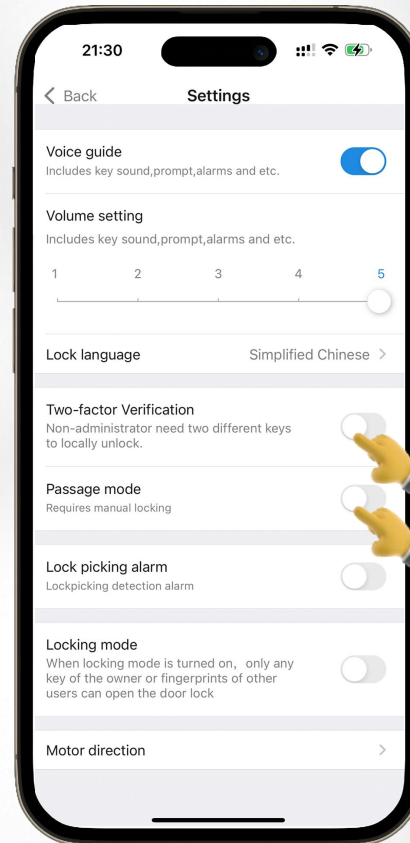 21:30
Back Settings
Voice guide
Includes key sound,prompt,alarms and etc.
Volume setting
Includes key sound,prompt,alarms and etc.
1 2 3 4 5
Lock language Simplified Chinese
Two-factor Verification
Non-administrator need two different keys
to locally unlock.
Passage mode
Requires manual locking
Lock picking alarm
Lockpicking detection alarm
Locking mode
When locking mode is turned on, only any
key of the owner or fingerprints of other
users can open the door lock
Motor direction